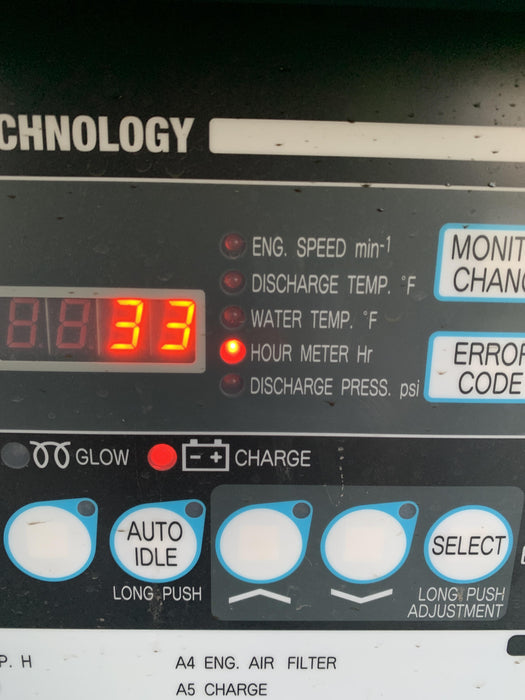 CHNOLOGY
ENG. SPEED min-1
DISCHARGE TEMP. °F
WATER TEMP. °F
HOUR METER Hr
DISCHARGE PRESS. psi
33
MONIT
CHANG
ERROR
CODE
GLOW
- +
CHARGE
AUTO
IDLE
LONG PUSH
SELECT
LONG PUSH
ADJUSTMENT
P. H
A4 ENG. AIR FILTER
A5 CHARGE